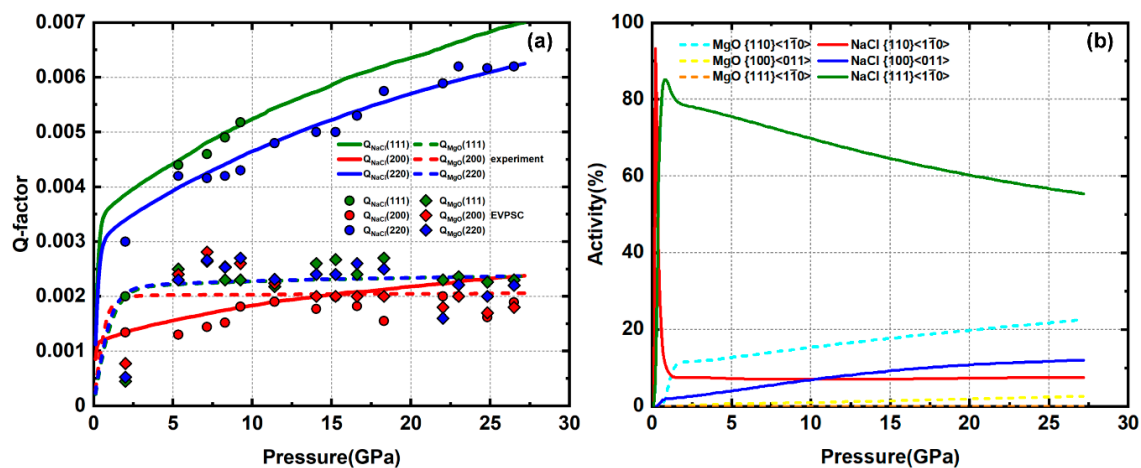 (a)
Q-factor
0.007
0.006
0.005
0.004
0.003
0.002
0.001
0
Q_NaCl(111) Q_MgO(111)
Q_NaCl(200) Q_MgO(200) experiment
Q_NaCl(220) Q_MgO(220)
Q_NaCl(111) Q_MgO(111)
Q_NaCl(200) Q_MgO(200) EVPSC
Q_NaCl(220) Q_MgO(220)
0 5 10 15 20 25 30
Pressure(GPa)
(b)
Activity(%)
100
80
60
40
20
0
MgO {110}<11̄0> NaCl {110}<11̄0>
MgO {100}<011> NaCl {100}<011>
MgO {111}<11̄0> NaCl {111}<11̄0>
0 5 10 15 20 25 30
Pressure(GPa)